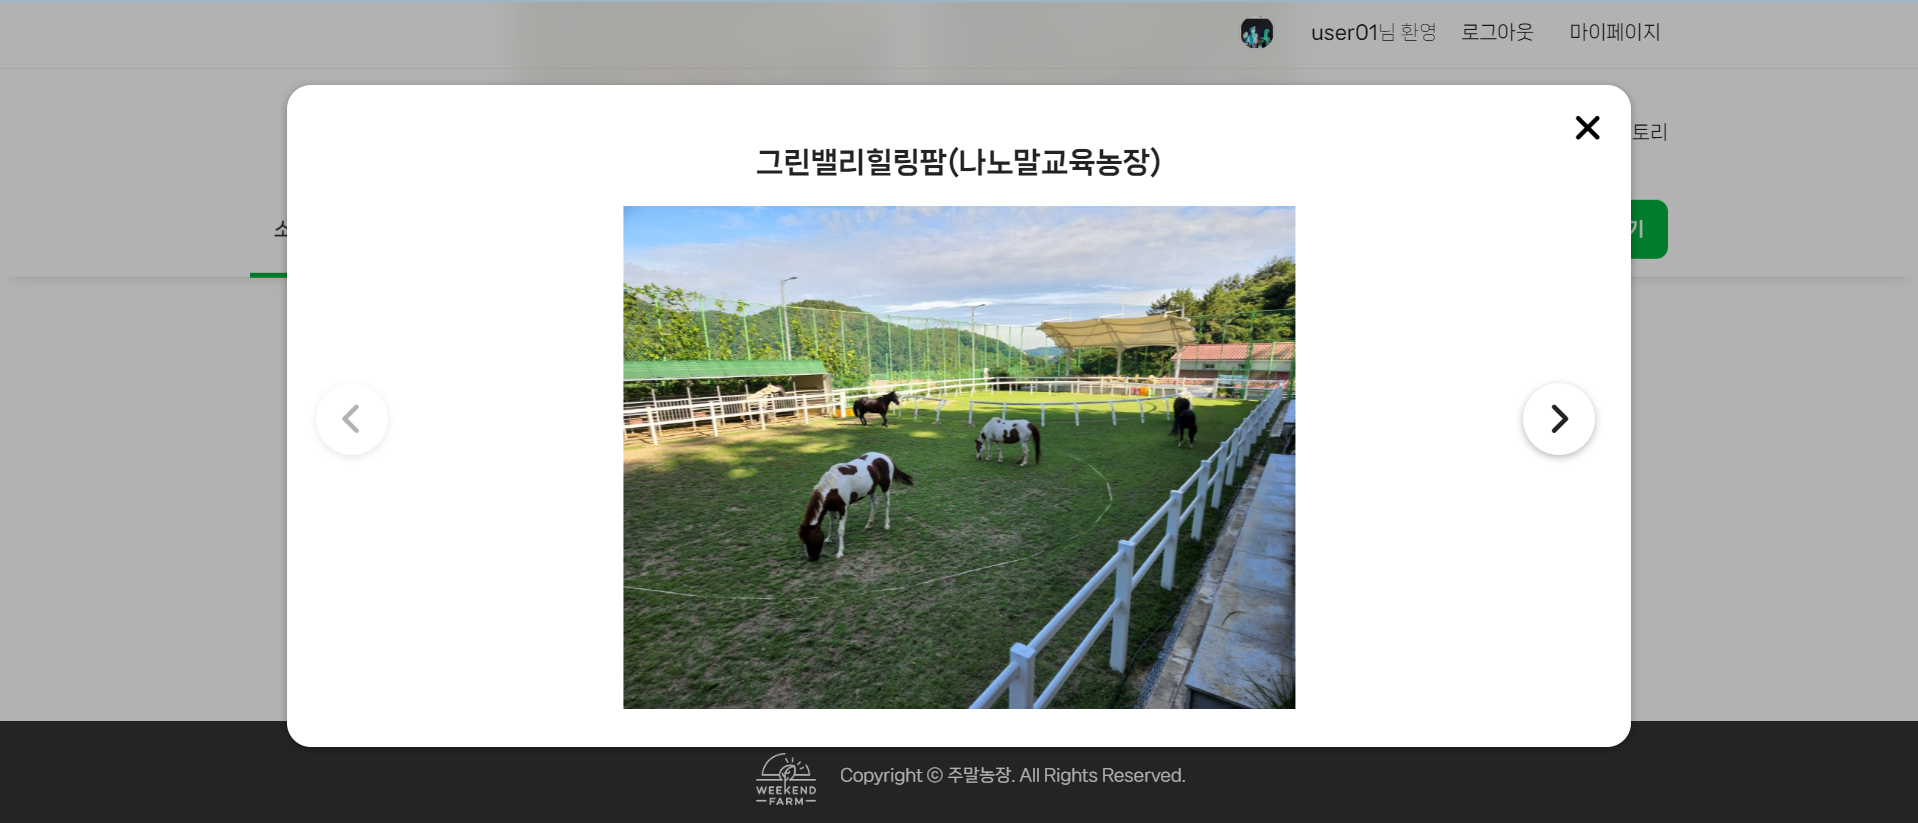 user01님 환영 로그아웃 마이페이지
토리
그린밸리힐링팜(나노말교육농장)
소
기
WEEKEND
FARM
Copyright © 주말농장. All Rights Reserved.